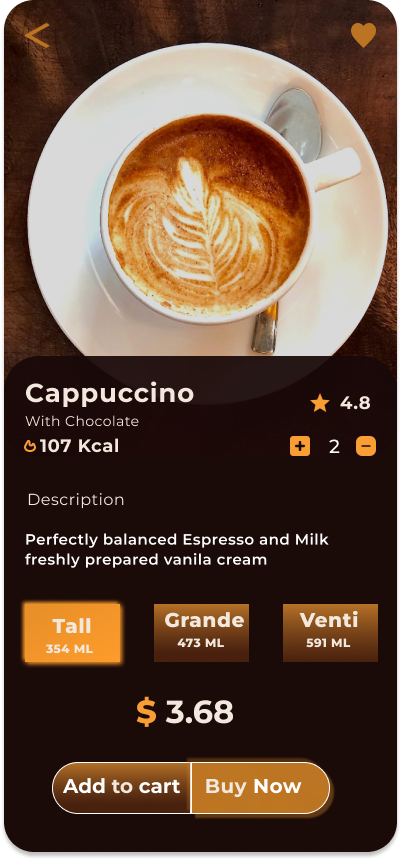 Cappuccino
4.8
With Chocolate
107 Kcal
+ 2 −
Description
Perfectly balanced Espresso and Milk
freshly prepared vanila cream
Tall
354 ML
Grande
473 ML
Venti
591 ML
$ 3.68
Add to cart
Buy Now